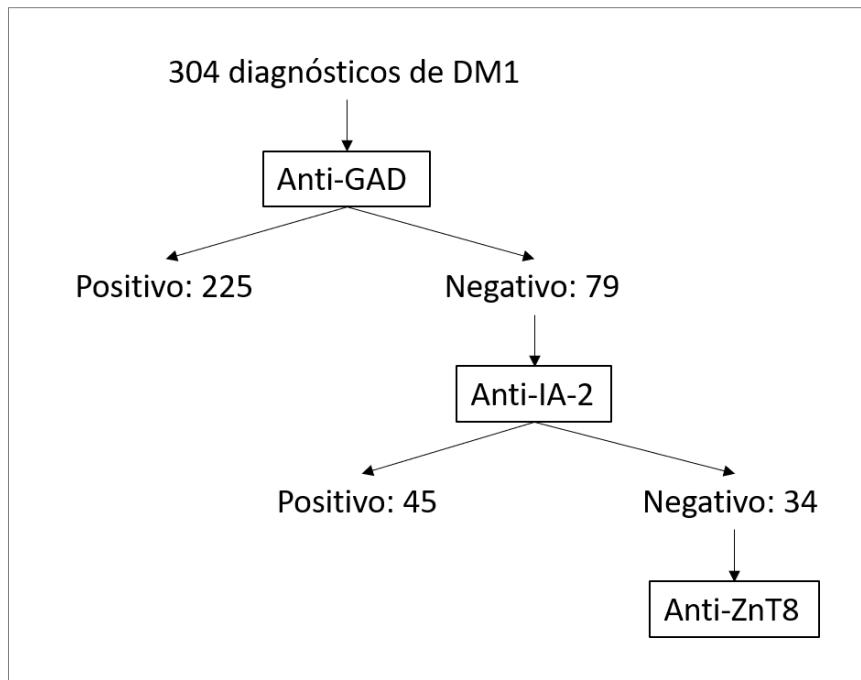 304 diagnósticos de DM1
Anti-GAD
Positivo: 225
Negativo: 79
Anti-IA-2
Positivo: 45
Negativo: 34
Anti-ZnT8